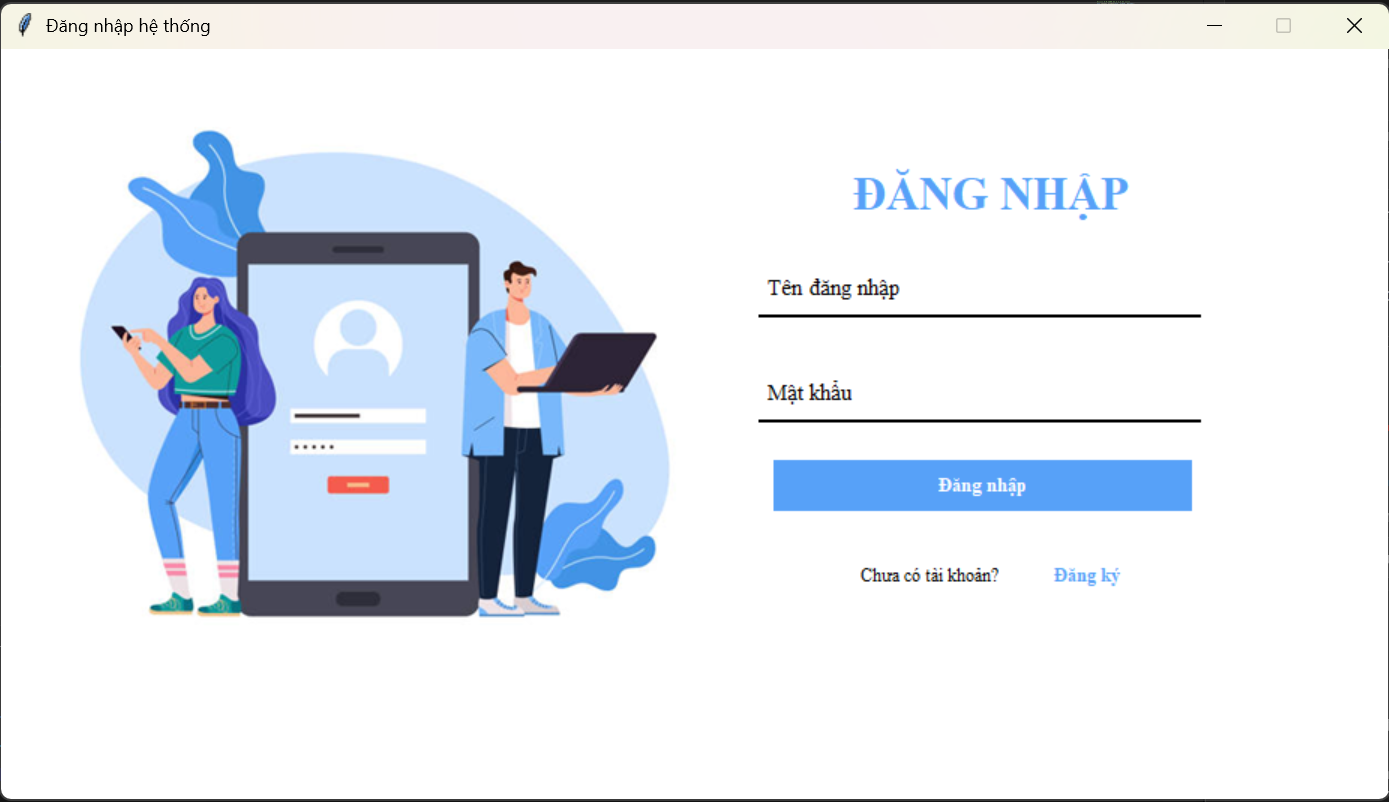 Đăng nhập hệ thống
ĐĂNG NHẬP
Tên đăng nhập
Mật khẩu
Đăng nhập
Chưa có tài khoản? Đăng ký